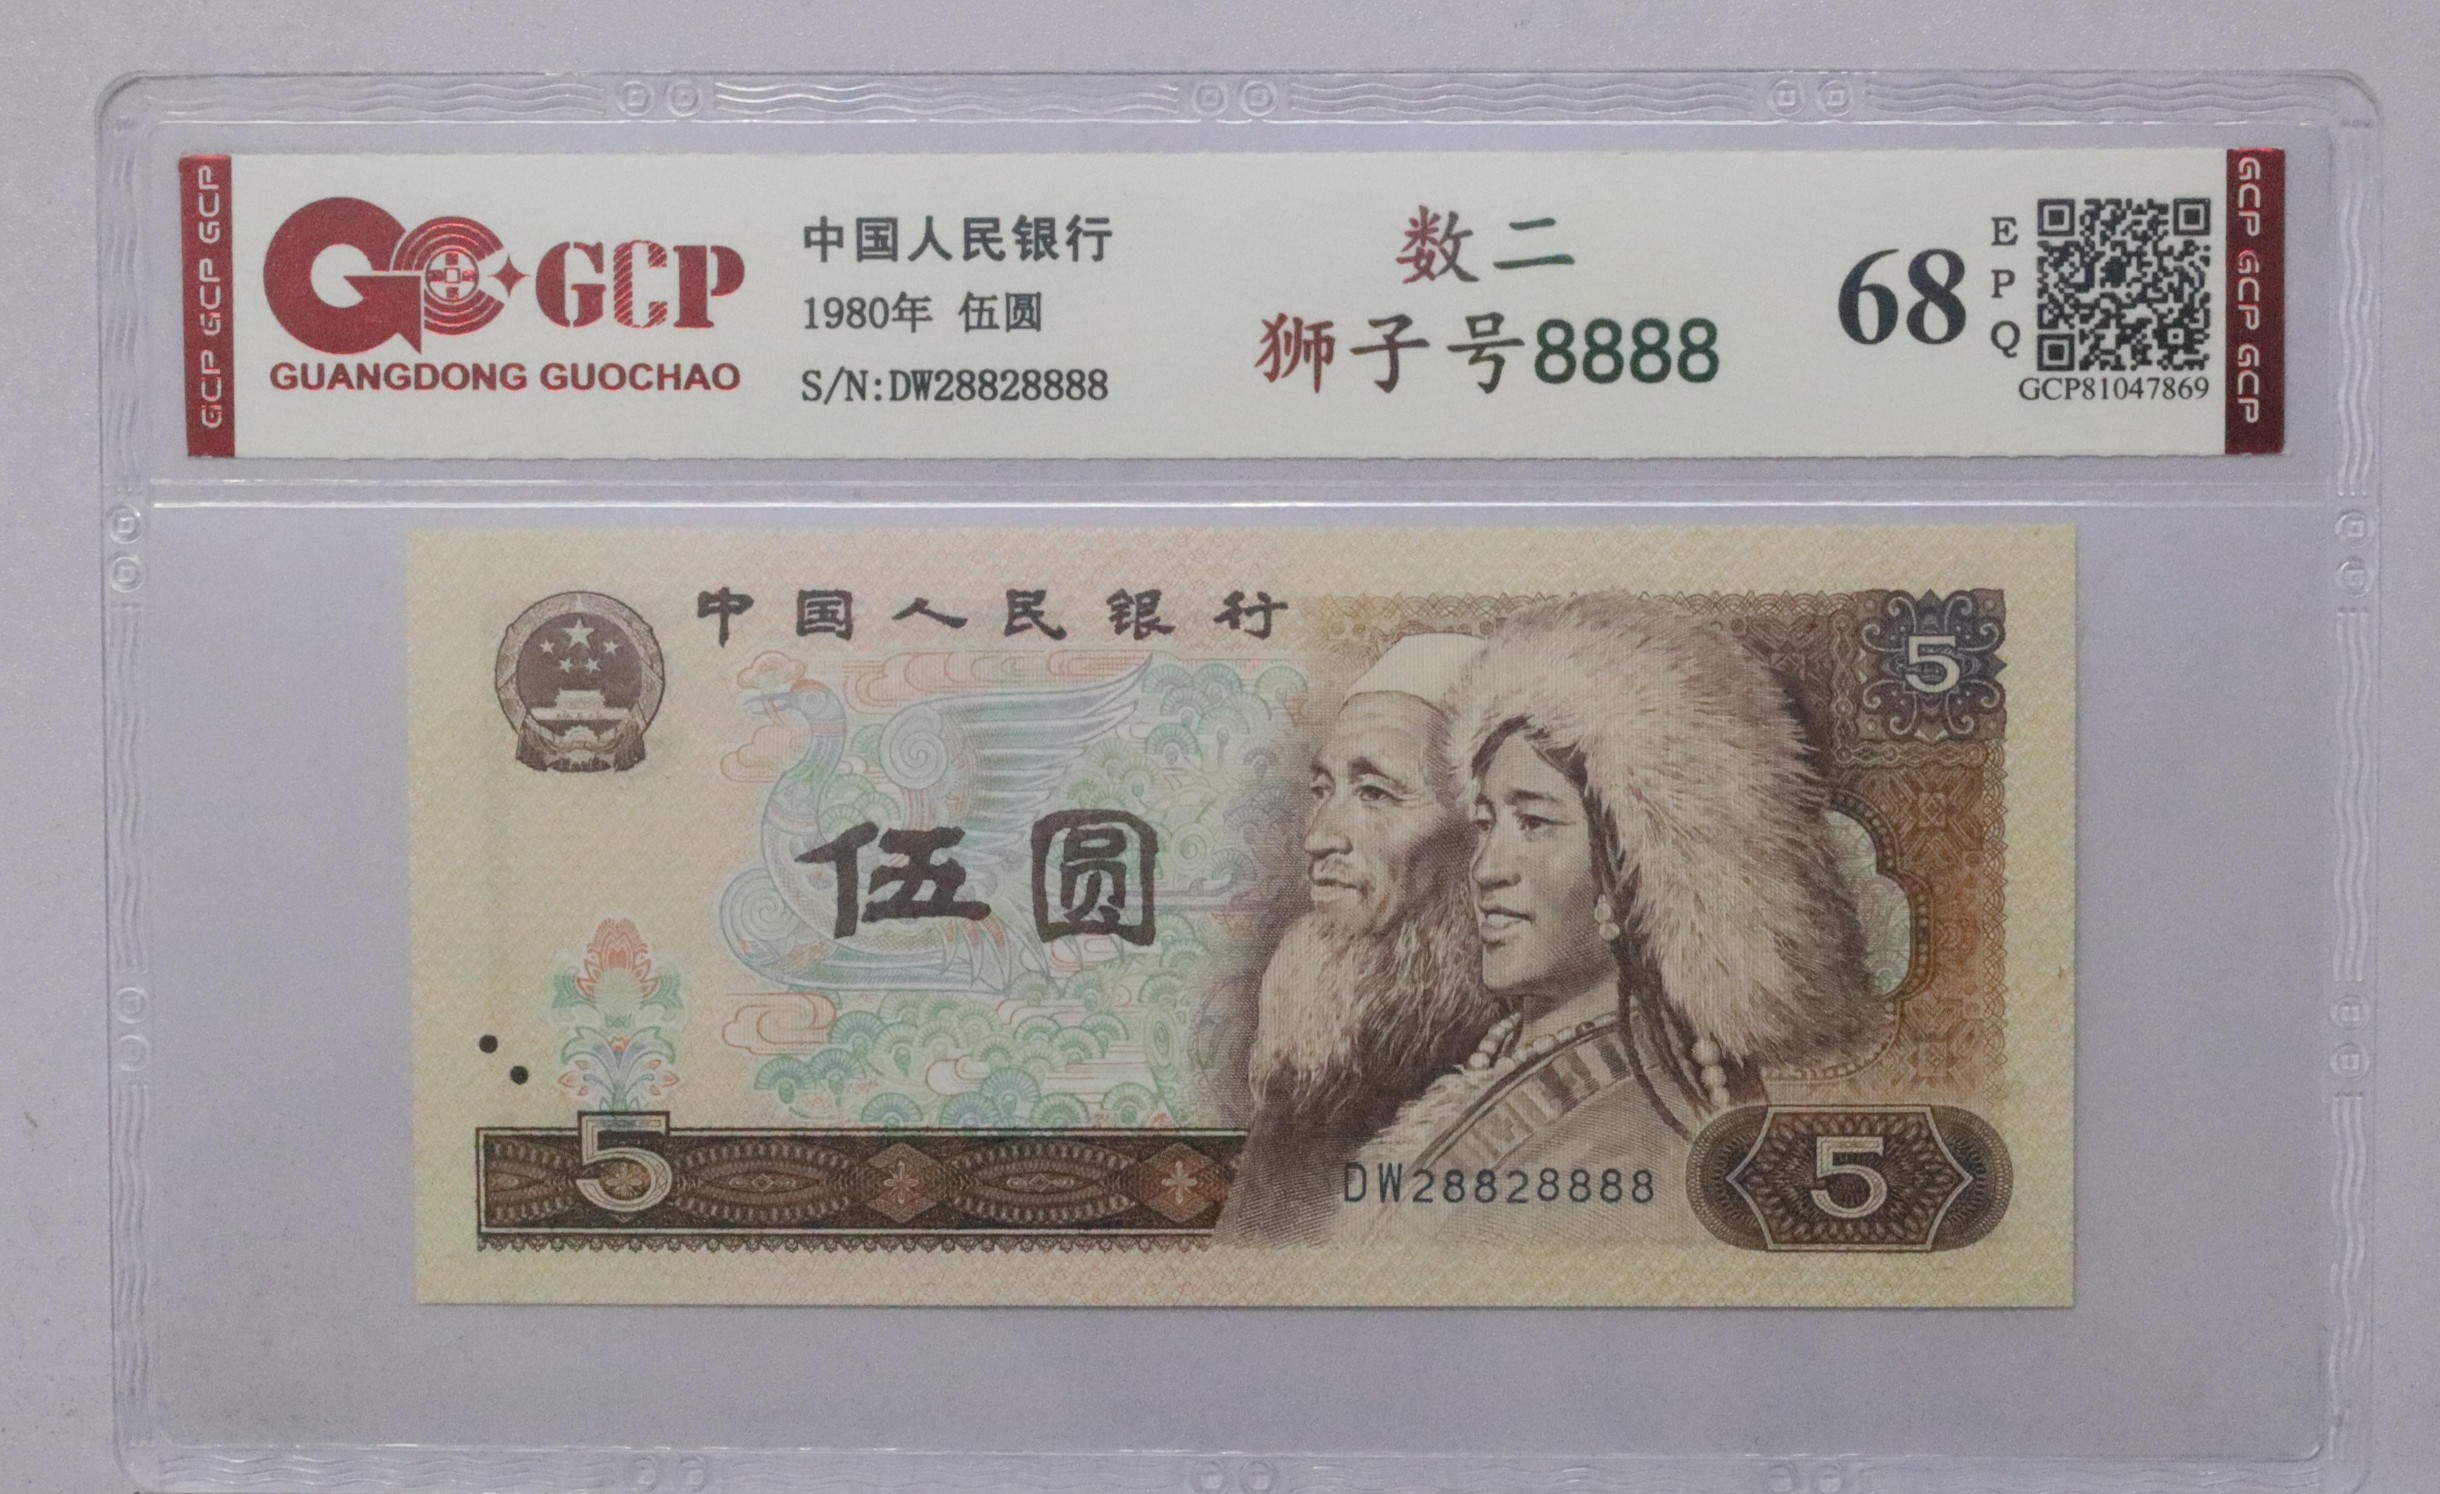 GCP GCP GCP
GCP
GUANGDONG GUOCHAO
中国人民银行
1980年 伍圆
S/N:DW28828888
数二
狮子号8888
68
E
P
Q
GCP81047869
GCP GCP GCP
中国人民银行
5
伍圆
5
DW28828888
5